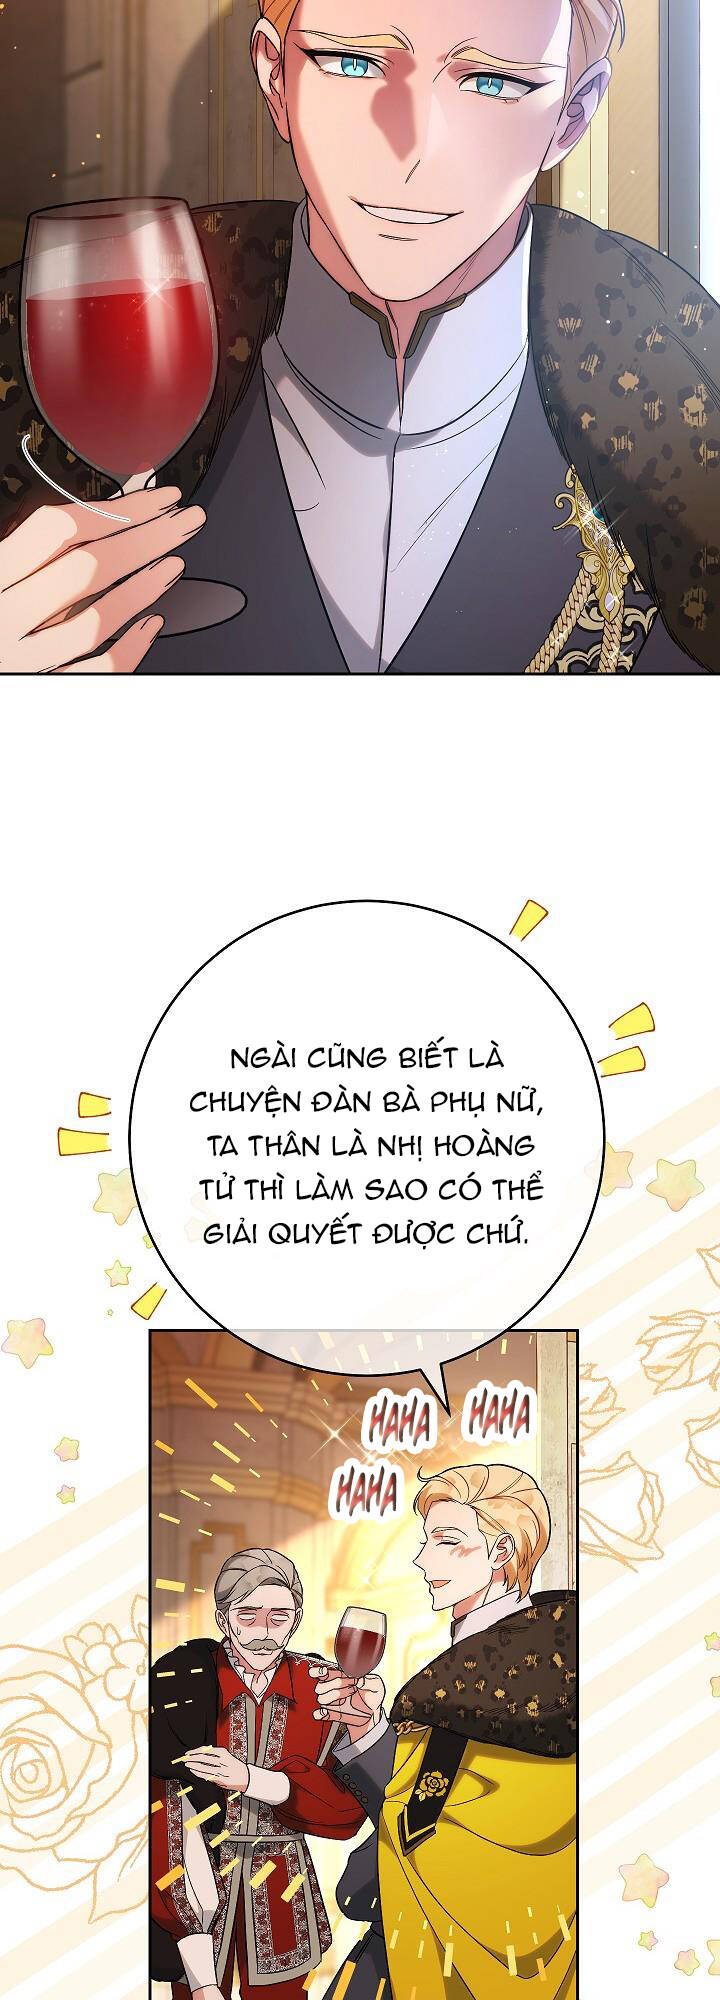 NGÀI CŨNG BIẾT LÀ
CHUYỆN ĐÀN BÀ PHỤ NỮ,
TA THÂN LÀ NHỊ HOÀNG
TỬ THÌ LÀM SAO CÓ THỂ
GIẢI QUYẾT ĐƯỢC CHỨ.
HAHA
HAHA
HAHA